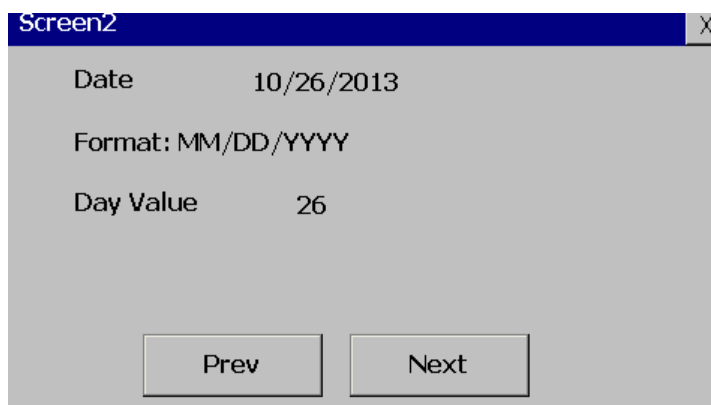 Screen2 X
Date 10/26/2013
Format: MM/DD/YYYY
Day Value 26
Prev Next